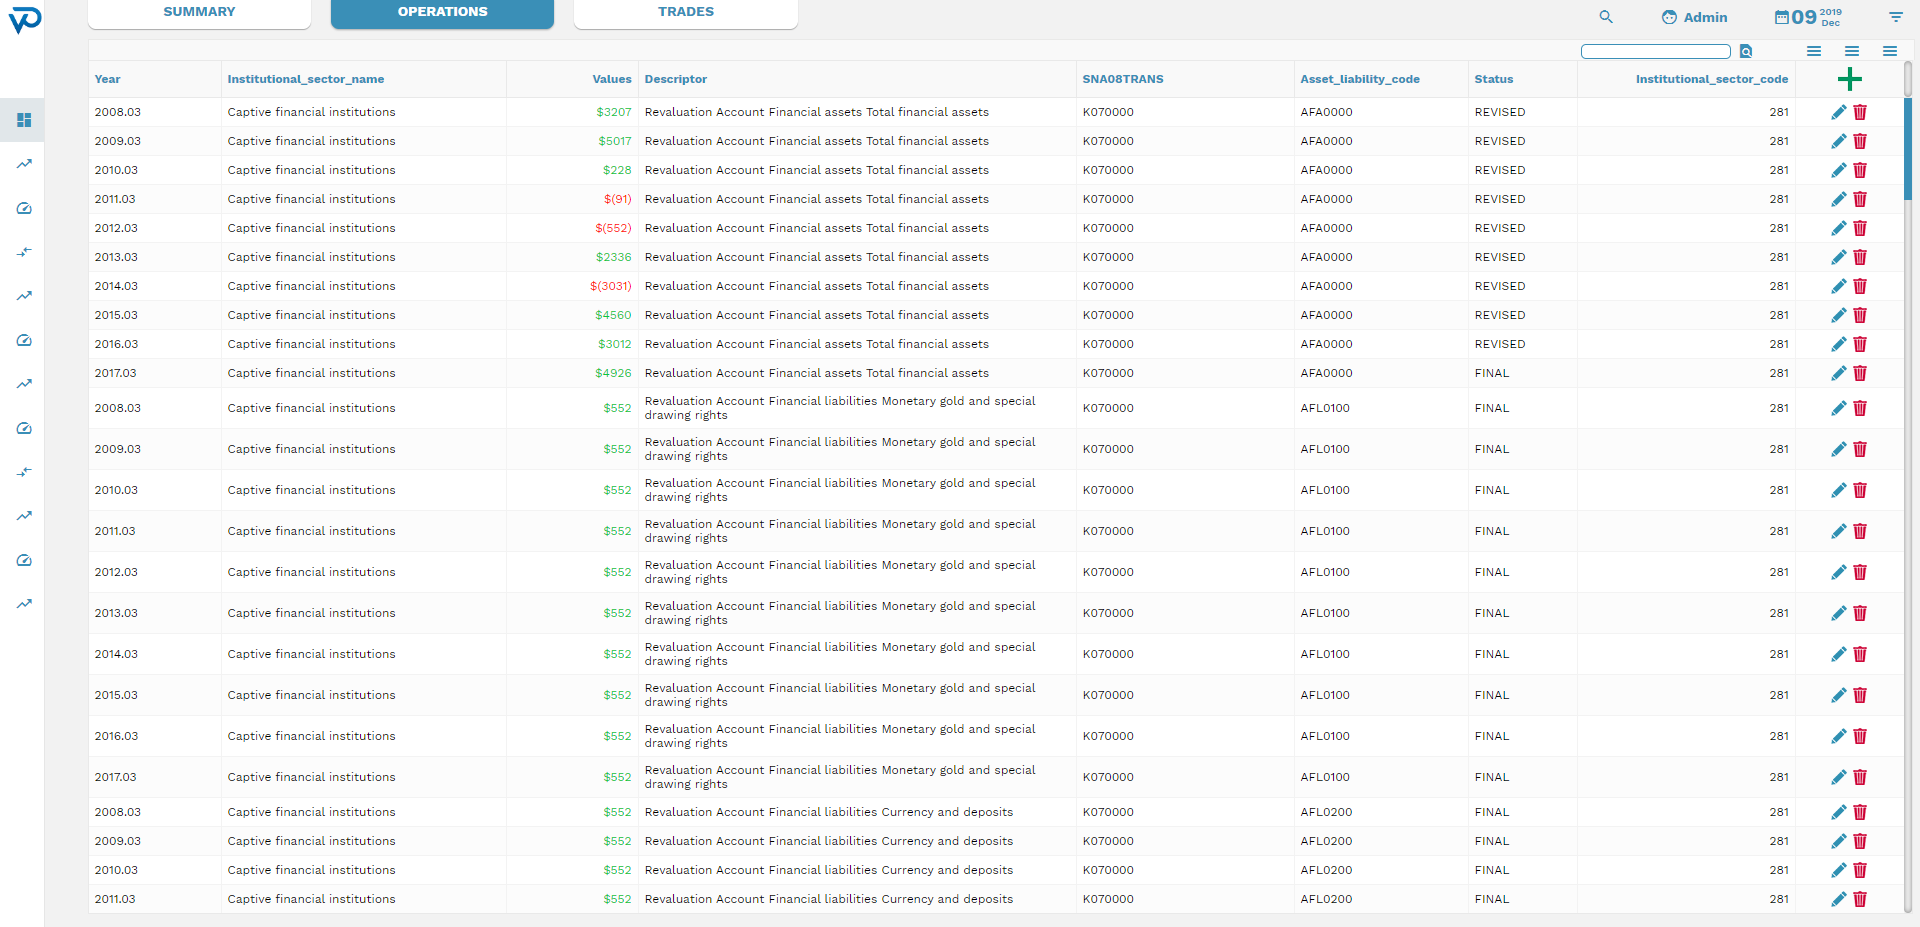 SUMMARY OPERATIONS TRADES Admin 09 2019 Dec
Year Institutional_sector_name Values Descriptor SNA08TRANS Asset_liability_code Status Institutional_sector_code
2008.03 Captive financial institutions $3207 Revaluation Account Financial assets Total financial assets K070000 AFA0000 REVISED 281
2009.03 Captive financial institutions $5017 Revaluation Account Financial assets Total financial assets K070000 AFA0000 REVISED 281
2010.03 Captive financial institutions $228 Revaluation Account Financial assets Total financial assets K070000 AFA0000 REVISED 281
2011.03 Captive financial institutions $(91) Revaluation Account Financial assets Total financial assets K070000 AFA0000 REVISED 281
2012.03 Captive financial institutions $(552) Revaluation Account Financial assets Total financial assets K070000 AFA0000 REVISED 281
2013.03 Captive financial institutions $2336 Revaluation Account Financial assets Total financial assets K070000 AFA0000 REVISED 281
2014.03 Captive financial institutions $(3031) Revaluation Account Financial assets Total financial assets K070000 AFA0000 REVISED 281
2015.03 Captive financial institutions $4560 Revaluation Account Financial assets Total financial assets K070000 AFA0000 REVISED 281
2016.03 Captive financial institutions $3012 Revaluation Account Financial assets Total financial assets K070000 AFA0000 REVISED 281
2017.03 Captive financial institutions $4926 Revaluation Account Financial assets Total financial assets K070000 AFA0000 FINAL 281
2008.03 Captive financial institutions $552 Revaluation Account Financial liabilities Monetary gold and special drawing rights K070000 AFL0100 FINAL 281
2009.03 Captive financial institutions $552 Revaluation Account Financial liabilities Monetary gold and special drawing rights K070000 AFL0100 FINAL 281
2010.03 Captive financial institutions $552 Revaluation Account Financial liabilities Monetary gold and special drawing rights K070000 AFL0100 FINAL 281
2011.03 Captive financial institutions $552 Revaluation Account Financial liabilities Monetary gold and special drawing rights K070000 AFL0100 FINAL 281
2012.03 Captive financial institutions $552 Revaluation Account Financial liabilities Monetary gold and special drawing rights K070000 AFL0100 FINAL 281
2013.03 Captive financial institutions $552 Revaluation Account Financial liabilities Monetary gold and special drawing rights K070000 AFL0100 FINAL 281
2014.03 Captive financial institutions $552 Revaluation Account Financial liabilities Monetary gold and special drawing rights K070000 AFL0100 FINAL 281
2015.03 Captive financial institutions $552 Revaluation Account Financial liabilities Monetary gold and special drawing rights K070000 AFL0100 FINAL 281
2016.03 Captive financial institutions $552 Revaluation Account Financial liabilities Monetary gold and special drawing rights K070000 AFL0100 FINAL 281
2017.03 Captive financial institutions $552 Revaluation Account Financial liabilities Monetary gold and special drawing rights K070000 AFL0100 FINAL 281
2008.03 Captive financial institutions $552 Revaluation Account Financial liabilities Currency and deposits K070000 AFL0200 FINAL 281
2009.03 Captive financial institutions $552 Revaluation Account Financial liabilities Currency and deposits K070000 AFL0200 FINAL 281
2010.03 Captive financial institutions $552 Revaluation Account Financial liabilities Currency and deposits K070000 AFL0200 FINAL 281
2011.03 Captive financial institutions $552 Revaluation Account Financial liabilities Currency and deposits K070000 AFL0200 FINAL 281